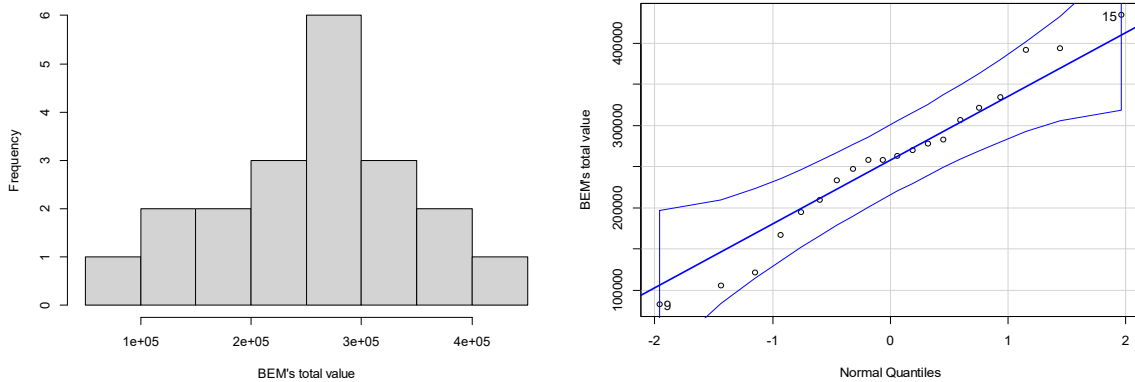 6
5
4
3
2
1
0
Frequency
1e+05 2e+05 3e+05 4e+05
BEM's total value
400000
300000
200000
100000
BEM's total value
15
9
-2 -1 0 1 2
Normal Quantiles